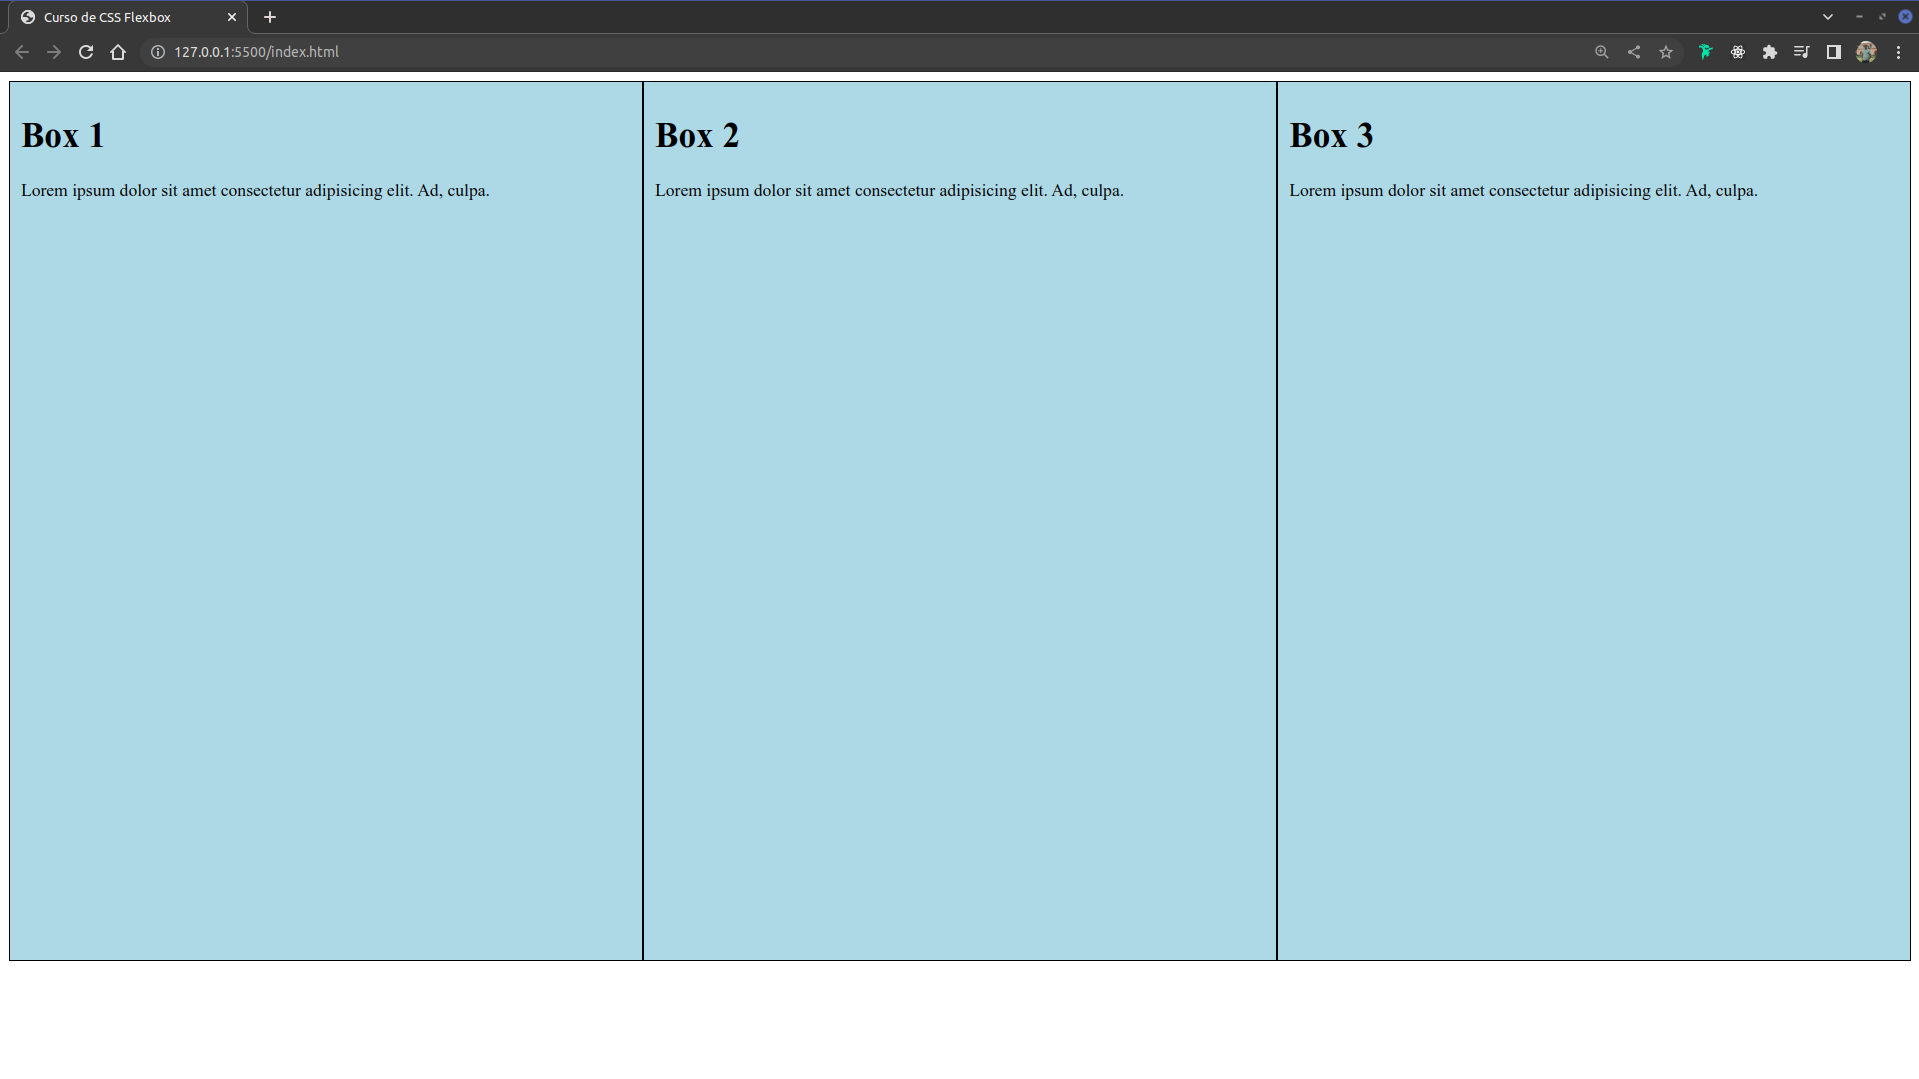 Curso de CSS Flexbox
127.0.0.1:5500/index.html
Box 1
Lorem ipsum dolor sit amet consectetur adipisicing elit. Ad, culpa.
Box 2
Lorem ipsum dolor sit amet consectetur adipisicing elit. Ad, culpa.
Box 3
Lorem ipsum dolor sit amet consectetur adipisicing elit. Ad, culpa.